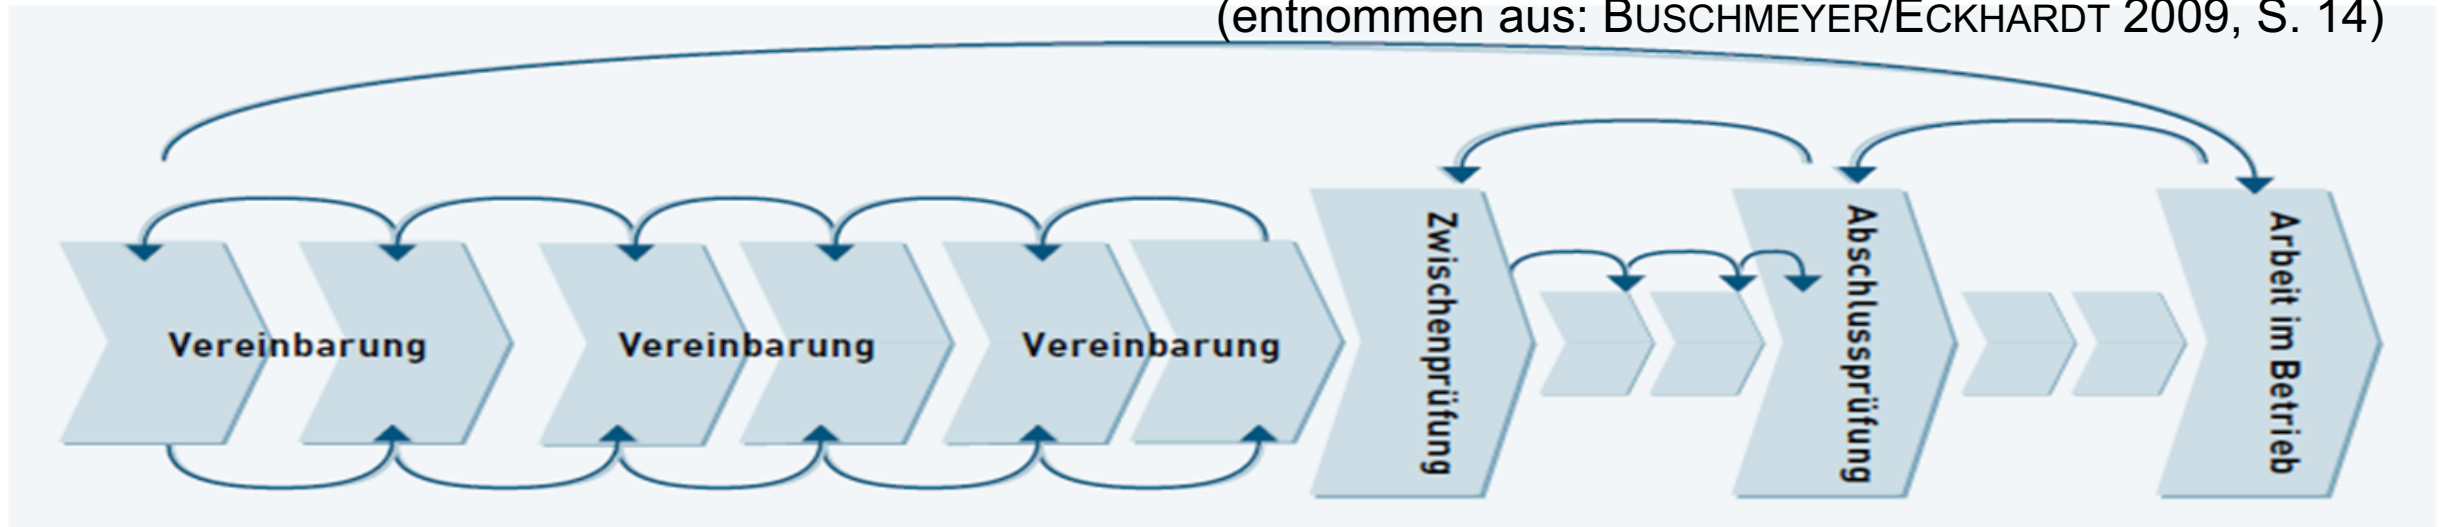 (entnommen aus: BUSCHMEYER/ECKHARDT 2009, S. 14)
Vereinbarung
Vereinbarung
Vereinbarung
Zwischenprüfung
Abschlussprüfung
Arbeit im Betrieb